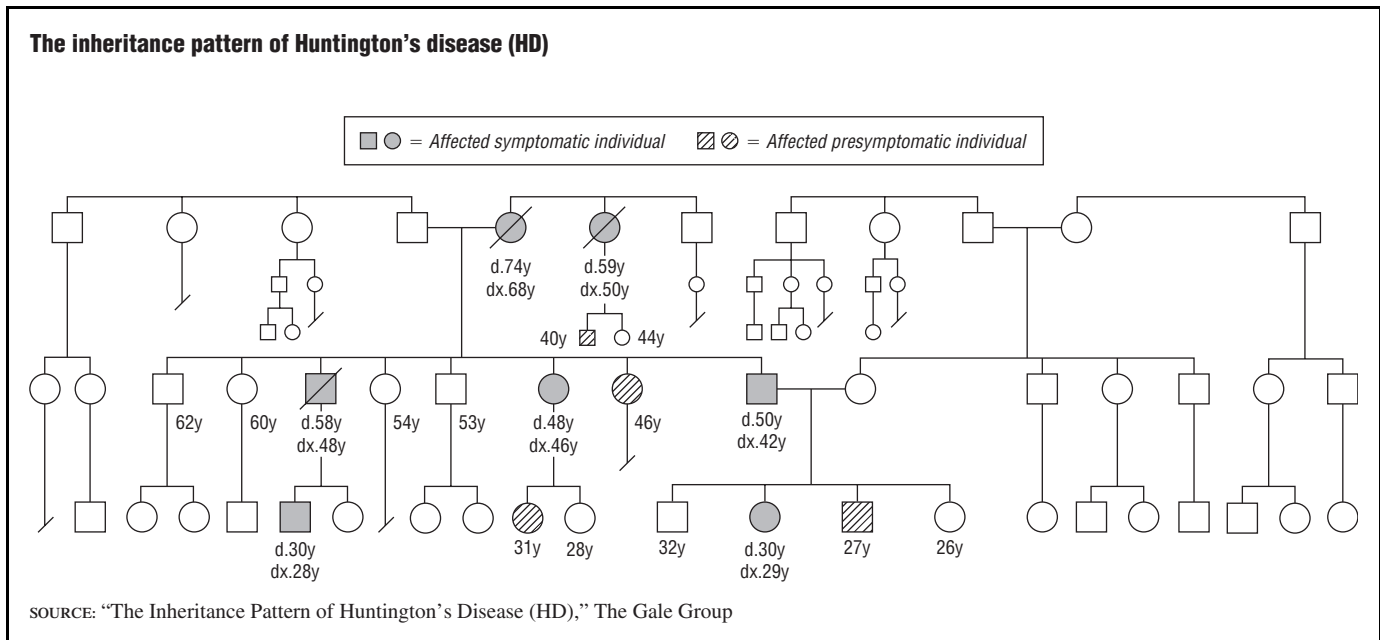 The inheritance pattern of Huntington's disease (HD)
= Affected symptomatic individual
= Affected presymptomatic individual
d.74y
dx.68y
d.59y
dx.50y
40y
44y
62y
60y
d.58y
dx.48y
54y
53y
d.48y
dx.46y
46y
d.50y
dx.42y
d.30y
dx.28y
31y
28y
32y
d.30y
dx.29y
27y
26y
SOURCE: “The Inheritance Pattern of Huntington's Disease (HD),” The Gale Group